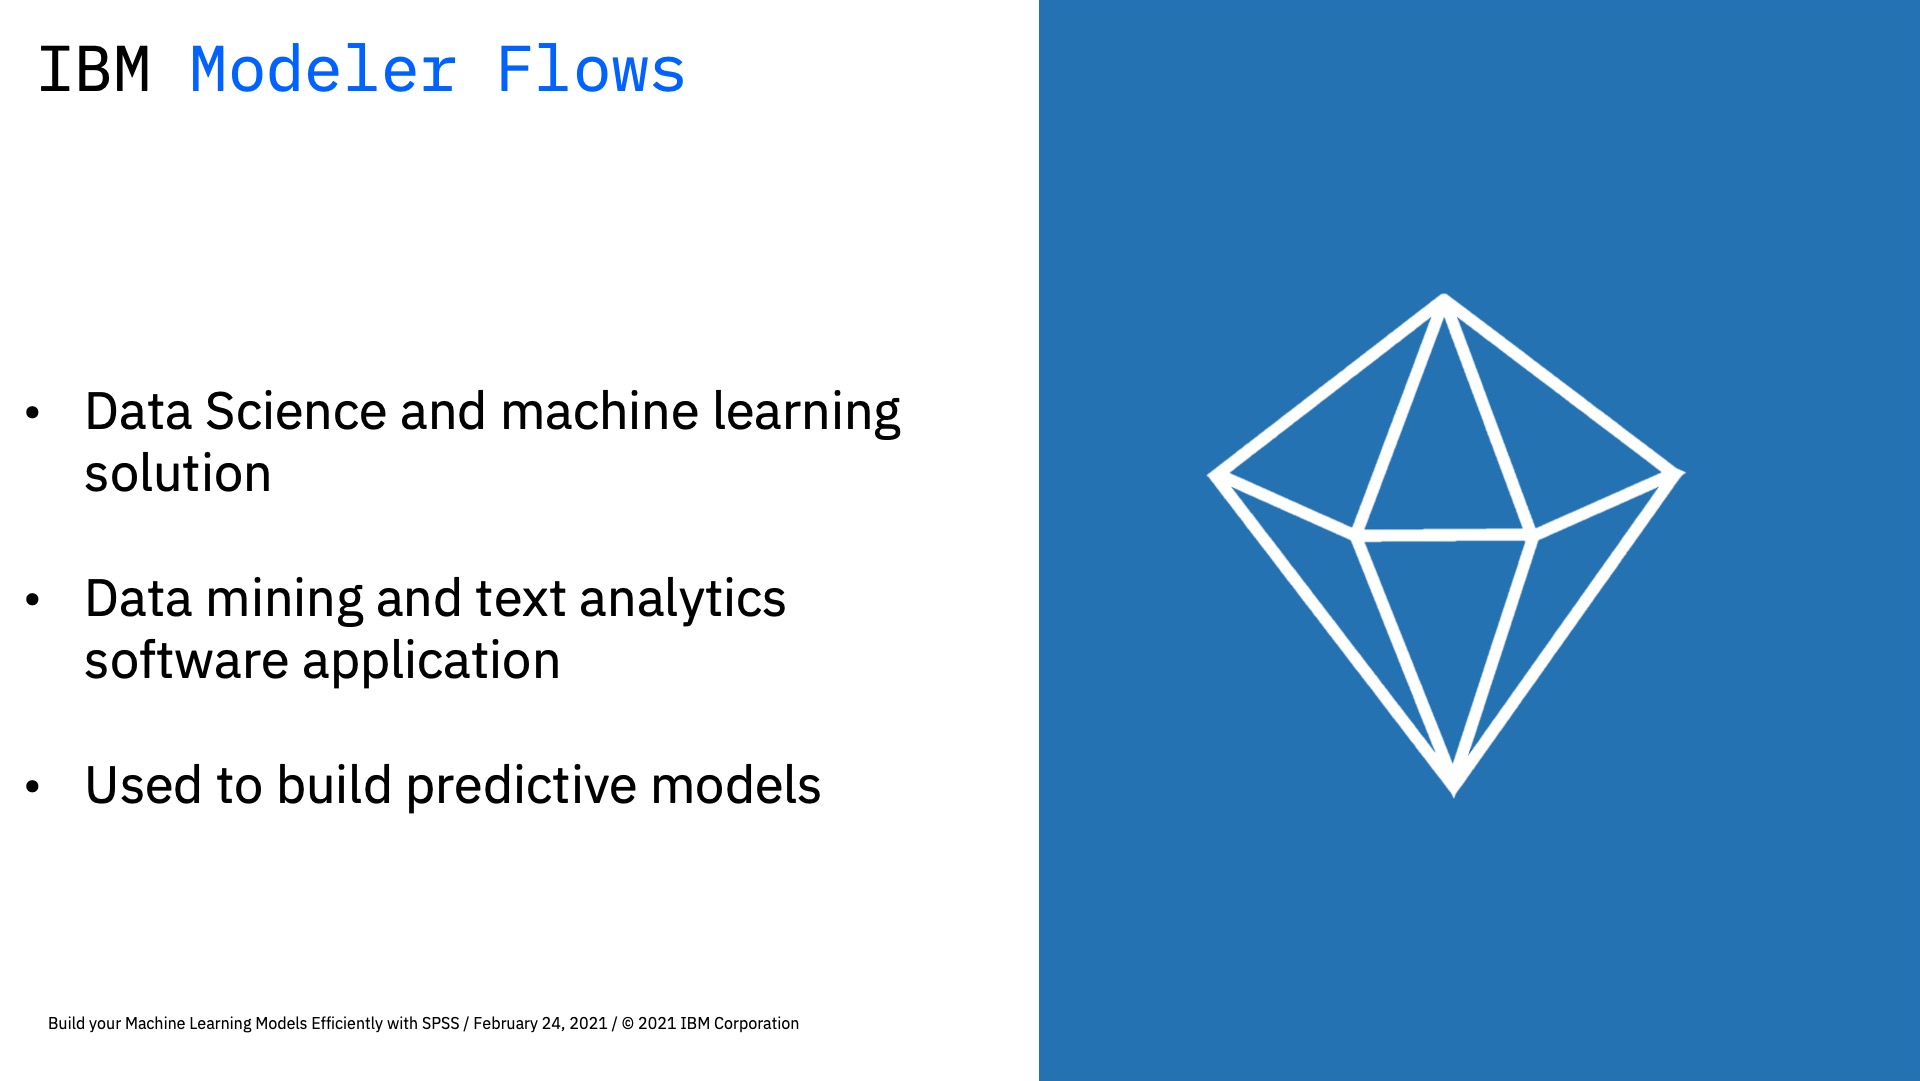 IBM Modeler Flows
• Data Science and machine learning
solution
• Data mining and text analytics
software application
• Used to build predictive models
Build your Machine Learning Models Efficiently with SPSS / February 24, 2021 / © 2021 IBM Corporation